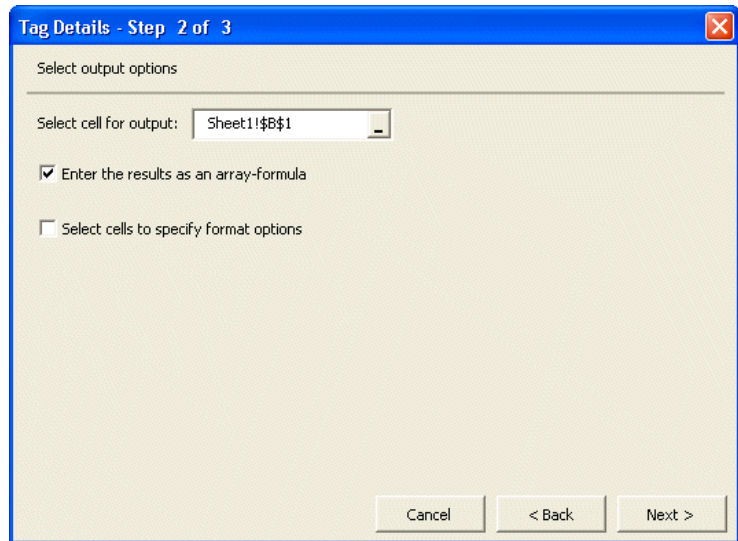 Tag Details - Step 2 of 3
Select output options
Select cell for output: Sheet1!$B$1
Enter the results as an array-formula
Select cells to specify format options
Cancel < Back Next >